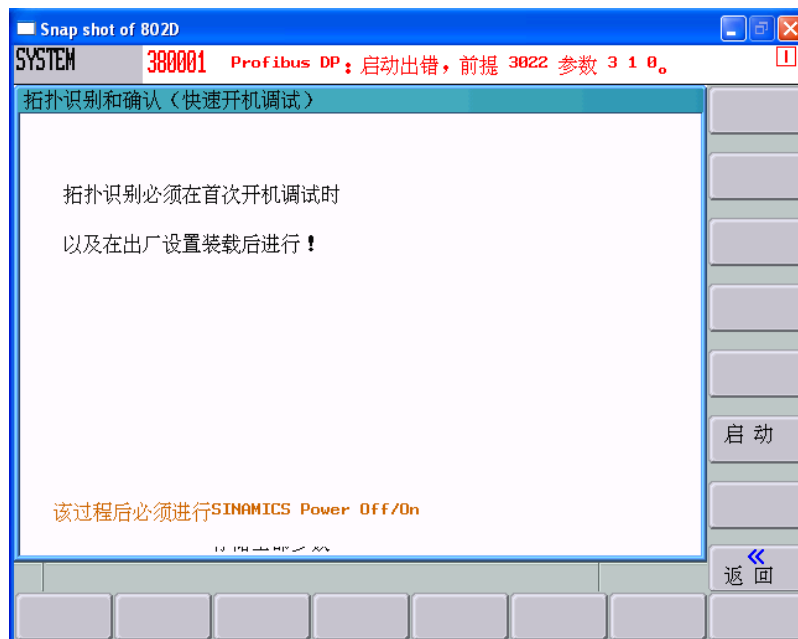 Snap shot of 802D
SYSTEM 380001 Profibus DP：启动出错，前提 3022 参数 3 1 0。
拓扑识别和确认（快速开机调试）
拓扑识别必须在首次开机调试时
以及在出厂设置装载后进行！
启 动
该过程后必须进行SINAMICS Power Off/On
返 回